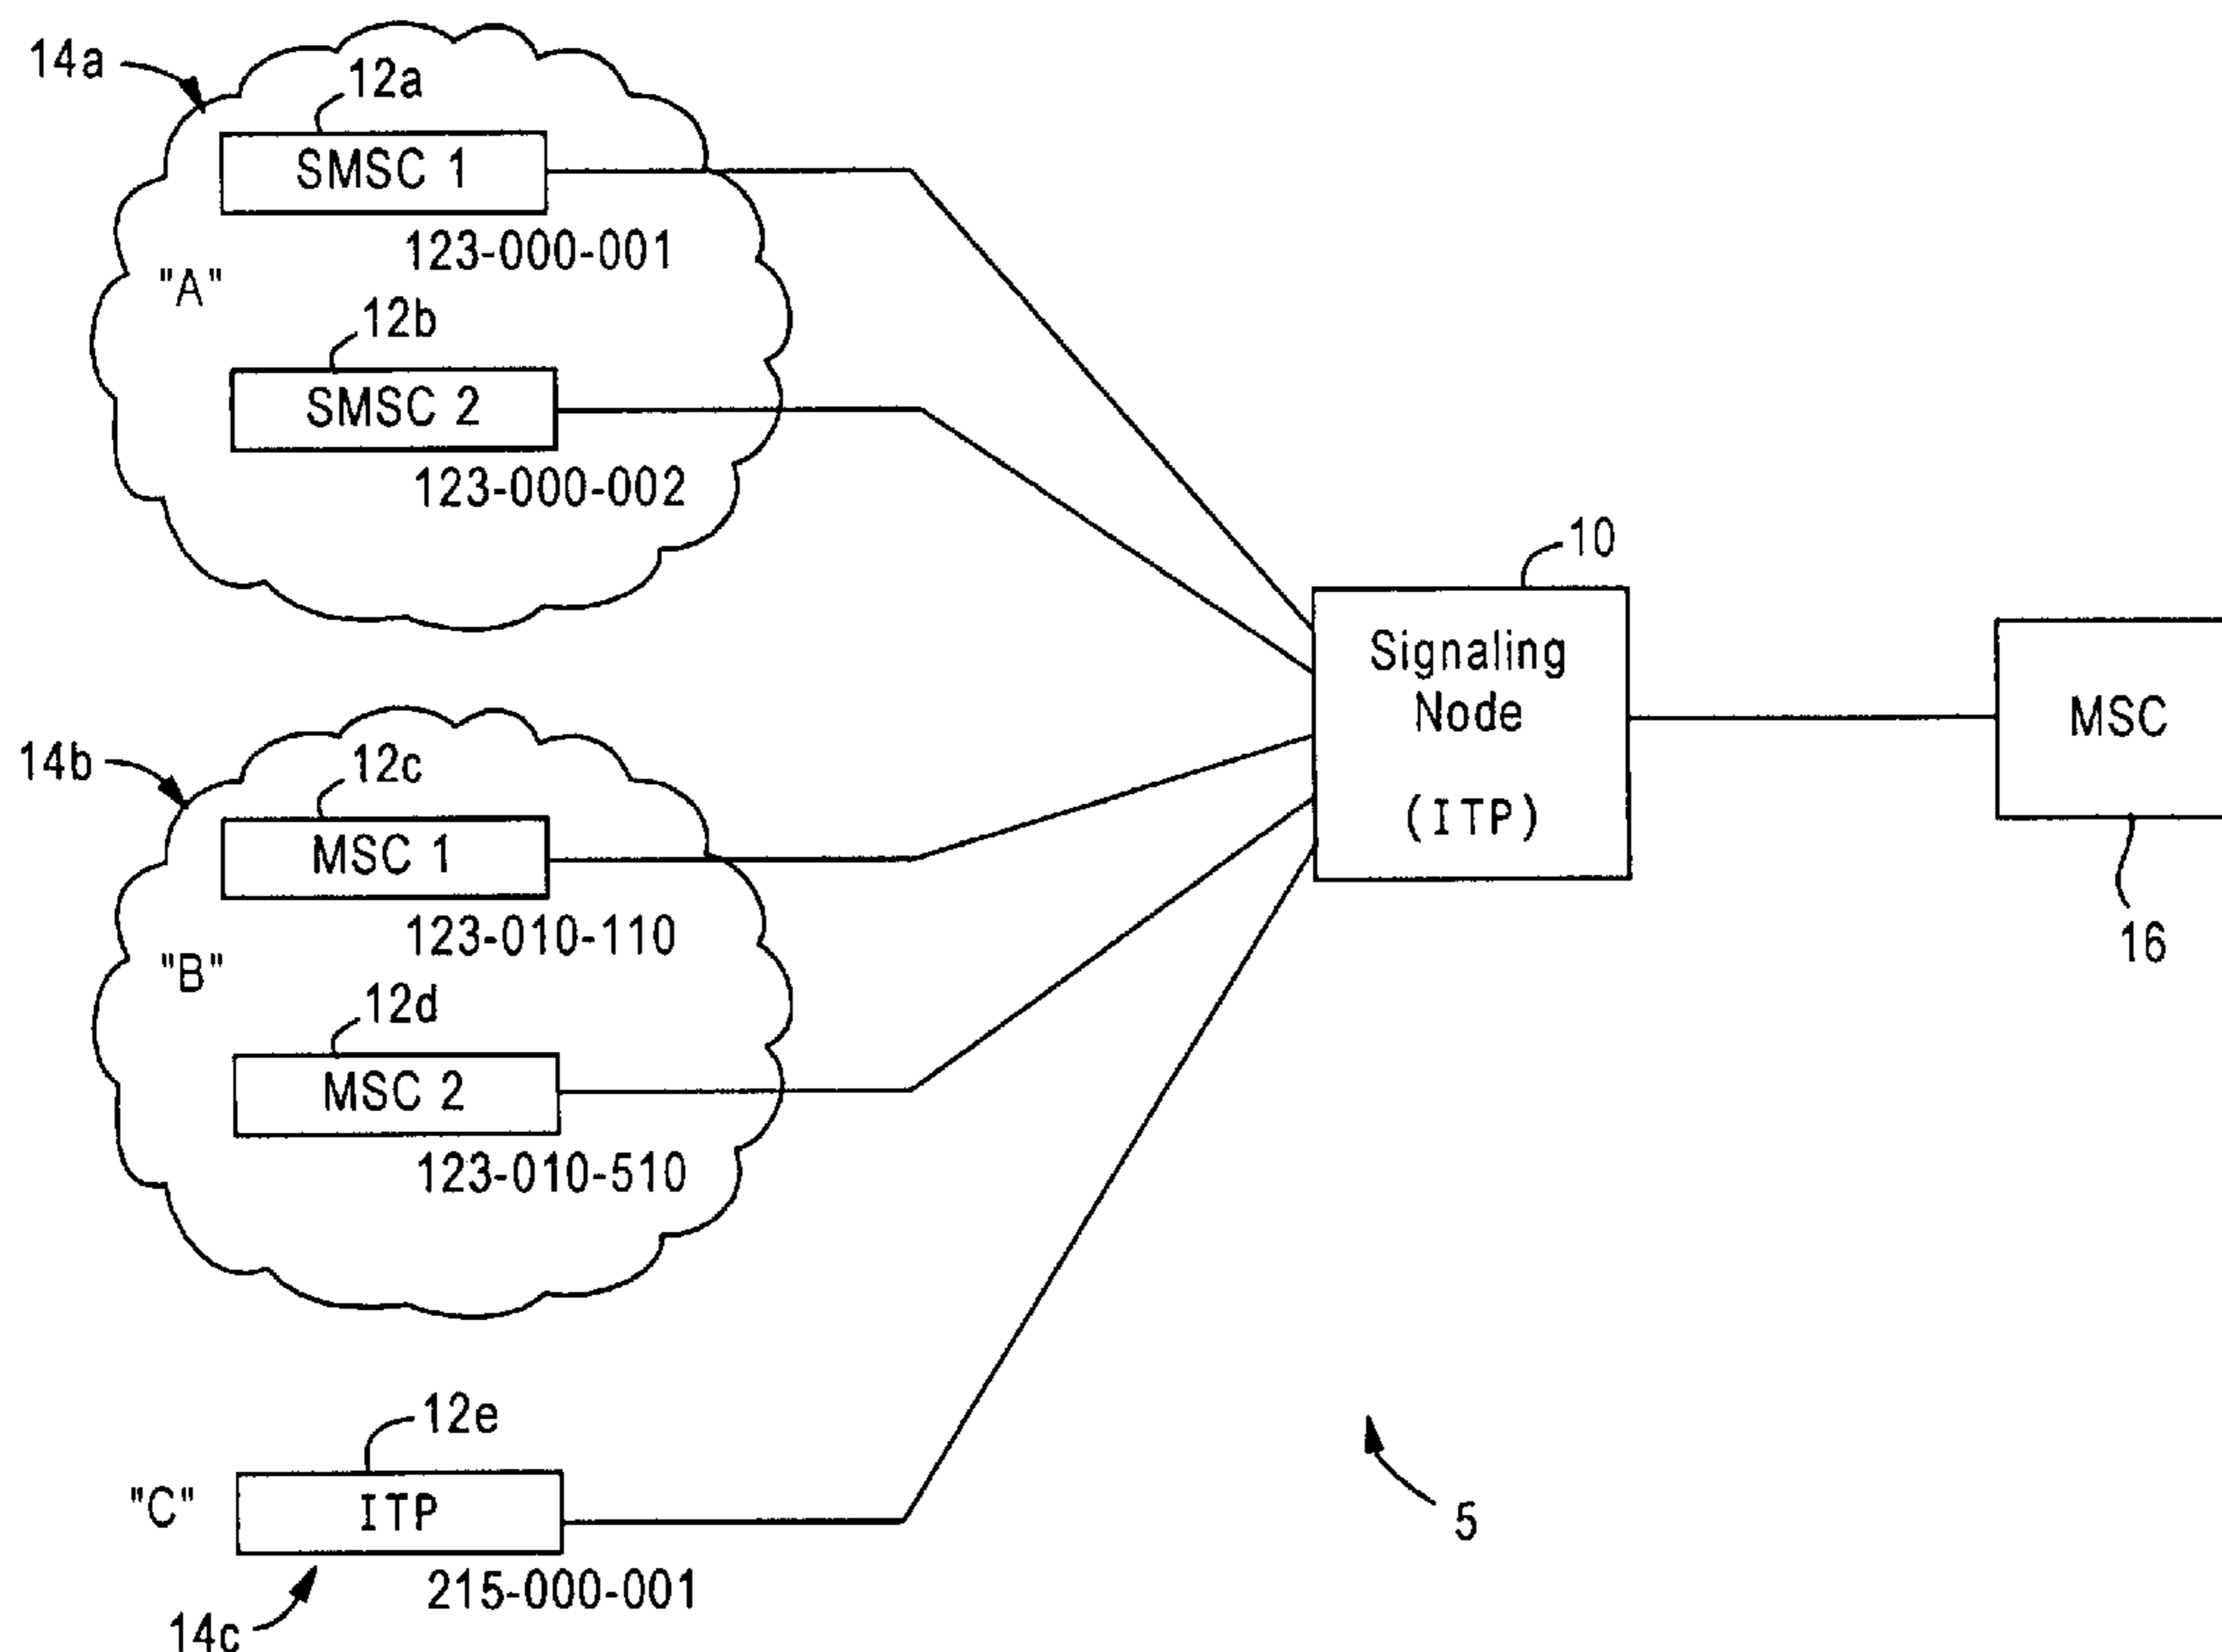 14a
12a
SMSC 1
123-000-001
"A"
12b
SMSC 2
123-000-002
10
Signaling
Node
(ITP)
MSC
16
14b
12c
MSC 1
123-010-110
"B"
12d
MSC 2
123-010-510
12e
"C"
ITP
215-000-001
14c
5